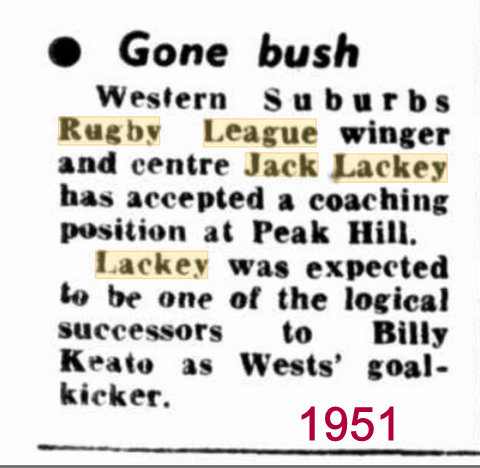 ● Gone bush
Western Suburbs
Rugby League winger
and centre Jack Lackey
has accepted a coaching
position at Peak Hill.
Lackey was expected
to be one of the logical
successors to Billy
Keato as Wests' goal-
kicker.
1951